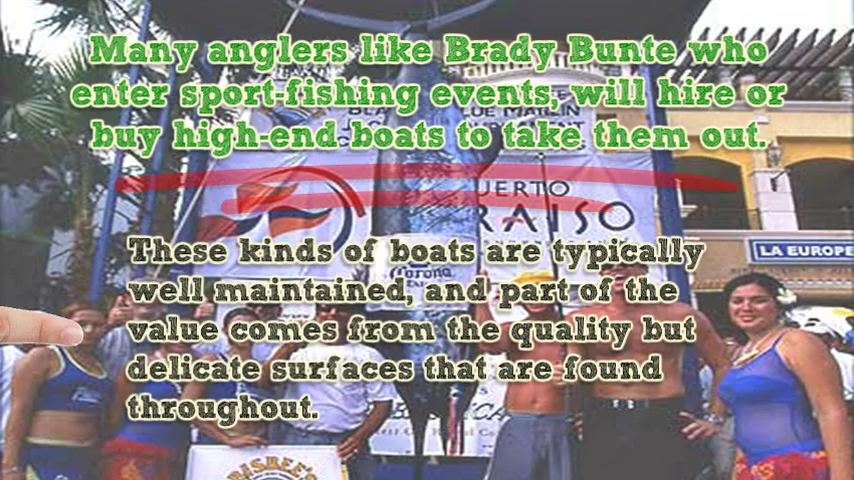 Many anglers like Brady Bunte who
enter sport-fishing events, will hire or
buy high-end boats to take them out.
UERTO
RAISO
LA EUROPE
These kinds of boats are typically
well maintained, and part of the
value comes from the quality but
delicate surfaces that are found
throughout.
Corona
BISBEE'S